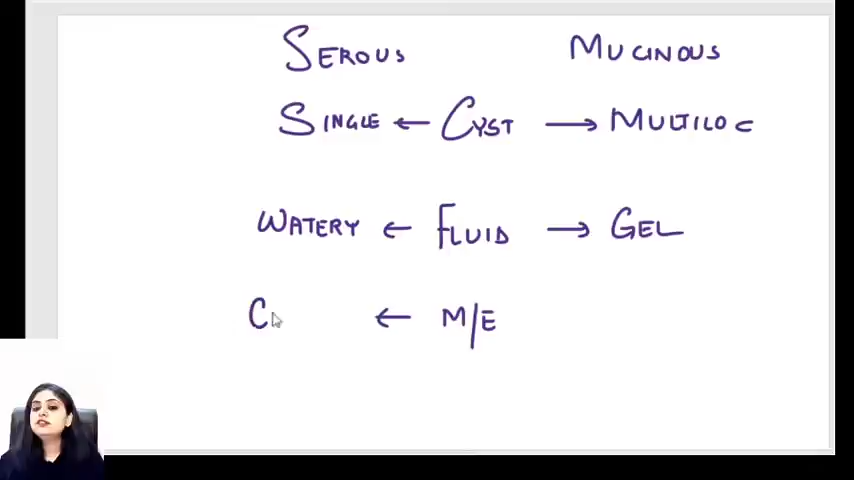 SEROUS MUCINOUS
SINGLE ← CYST → MULTILOC
WATERY ← FLUID → GEL
C ← M/E